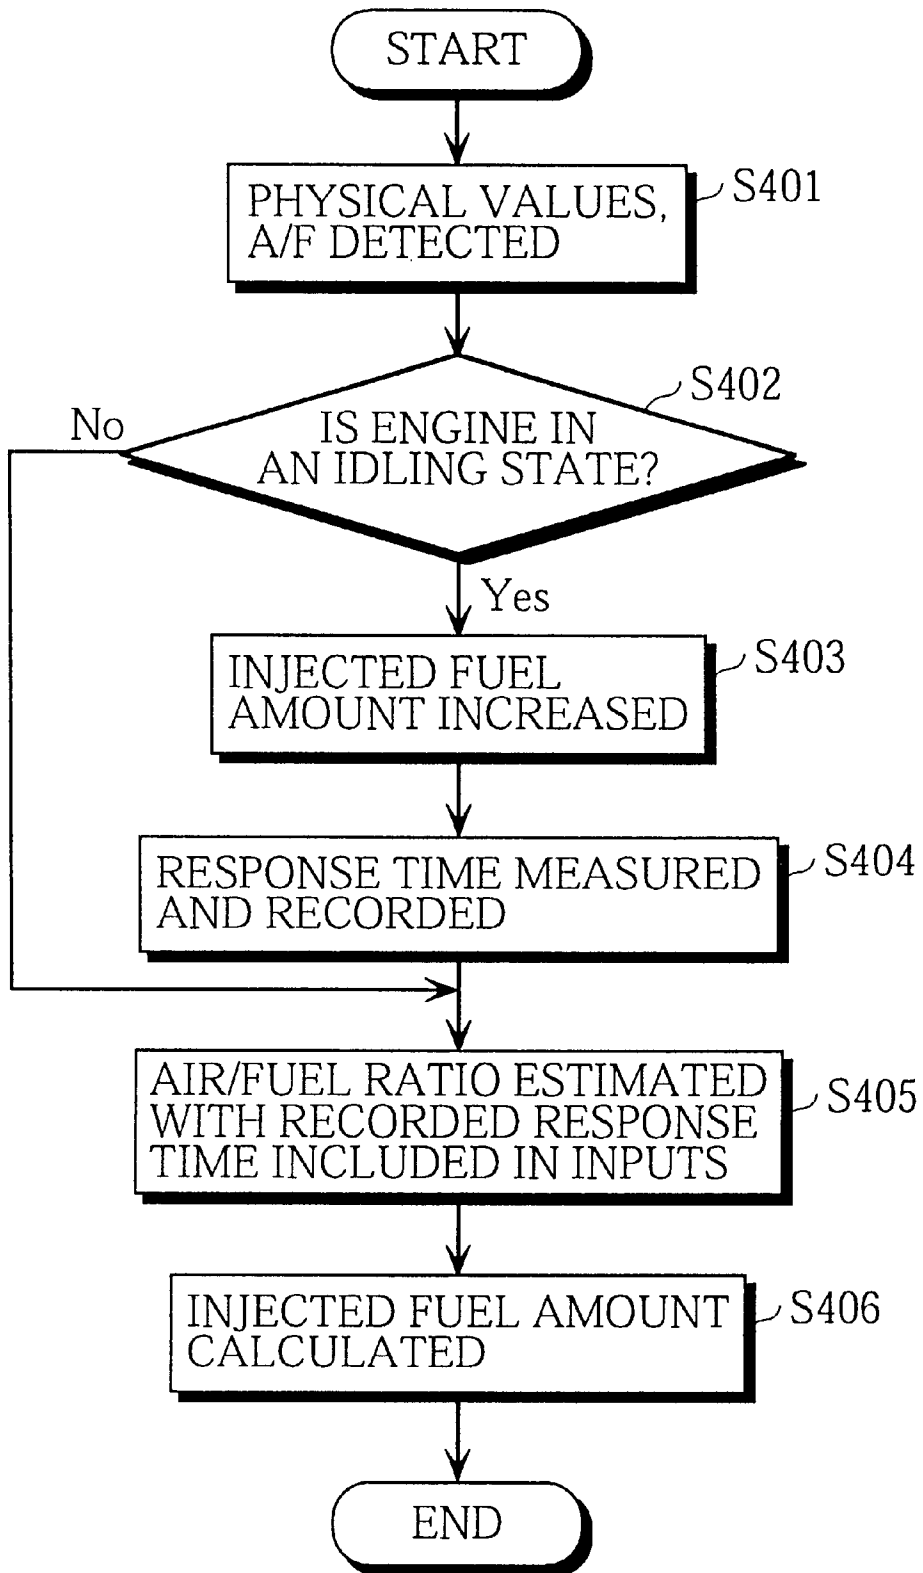 START
PHYSICAL VALUES,
A/F DETECTED
S401
IS ENGINE IN
AN IDLING STATE?
S402
No
Yes
INJECTED FUEL
AMOUNT INCREASED
S403
RESPONSE TIME MEASURED
AND RECORDED
S404
AIR/FUEL RATIO ESTIMATED
WITH RECORDED RESPONSE
TIME INCLUDED IN INPUTS
S405
INJECTED FUEL AMOUNT
CALCULATED
S406
END